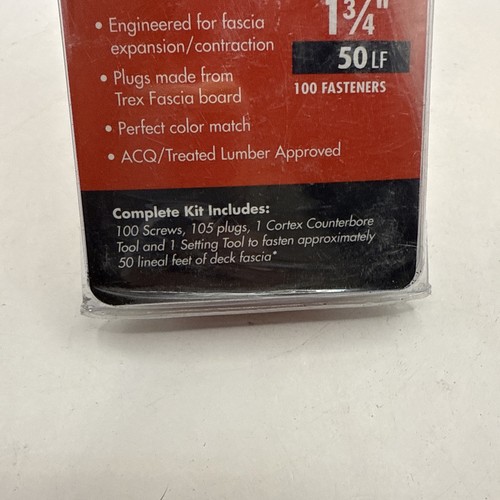 • Engineered for fascia
expansion/contraction
• Plugs made from
Trex Fascia board
• Perfect color match
• ACQ/Treated Lumber Approved
1¾"
50 LF
100 FASTENERS
Complete Kit Includes:
100 Screws, 105 plugs, 1 Cortex Counterbore
Tool and 1 Setting Tool to fasten approximately
50 lineal feet of deck fascia*